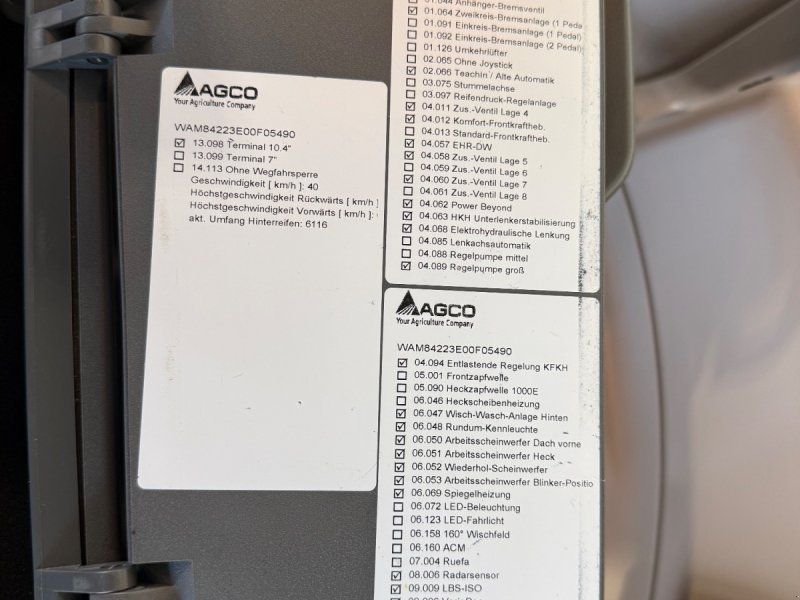 AGCO
Your Agriculture Company
WAM84223E00F05490
☑ 13.098 Terminal 10.4"
☐ 13.099 Terminal 7"
☐ 14.113 Ohne Wegfahrsperre
Geschwindigkeit [ km/h ]: 40
Höchstgeschwindigkeit Rückwärts [ km/h ]
Höchstgeschwindigkeit Vorwärts [ km/h ]:
akt. Umfang Hinterreifen: 6116
☐ 01.044 Anhänger-Bremsventil
☑ 01.064 Zweikreis-Bremsanlage (1 Peda
☐ 01.091 Einkreis-Bremsanlage (1 Pedal)
☐ 01.092 Einkreis-Bremsanlage (2 Pedal)
☐ 01.126 Umkehrlüfter
☐ 02.065 Ohne Joystick
☑ 02.066 Teachin / Alte Automatik
☐ 03.075 Stummelachse
☐ 03.097 Reifendruck-Regelanlage
☑ 04.011 Zus.-Ventil Lage 4
☑ 04.012 Komfort-Frontkraftheb.
☐ 04.013 Standard-Frontkraftheb.
☑ 04.057 EHR-DW
☑ 04.058 Zus.-Ventil Lage 5
☐ 04.059 Zus.-Ventil Lage 6
☑ 04.060 Zus.-Ventil Lage 7
☐ 04.061 Zus.-Ventil Lage 8
☑ 04.062 Power Beyond
☑ 04.063 HKH Unterlenkerstabilisierung
☑ 04.068 Elektrohydraulische Lenkung
☐ 04.085 Lenkachsautomatik
☐ 04.088 Regelpumpe mittel
☑ 04.089 Regelpumpe groß
AGCO
Your Agriculture Company
WAM84223E00F05490
☑ 04.094 Entlastende Regelung KFKH
☐ 05.001 Frontzapfwelle
☐ 05.090 Heckzapfwelle 1000E
☐ 06.046 Heckscheibenheizung
☑ 06.047 Wisch-Wasch-Anlage Hinten
☑ 06.048 Rundum-Kennleuchte
☑ 06.050 Arbeitsscheinwerfer Dach vorne
☑ 06.051 Arbeitsscheinwerfer Heck
☑ 06.052 Wiederhol-Scheinwerfer
☑ 06.053 Arbeitsscheinwerfer Blinker-Positio
☑ 06.069 Spiegelheizung
☐ 06.072 LED-Beleuchtung
☐ 06.123 LED-Fahrlicht
☐ 06.158 160° Wischfeld
☐ 06.160 ACM
☐ 07.004 Ruefa
☑ 08.006 Radarsensor
☑ 09.009 LBS-ISO